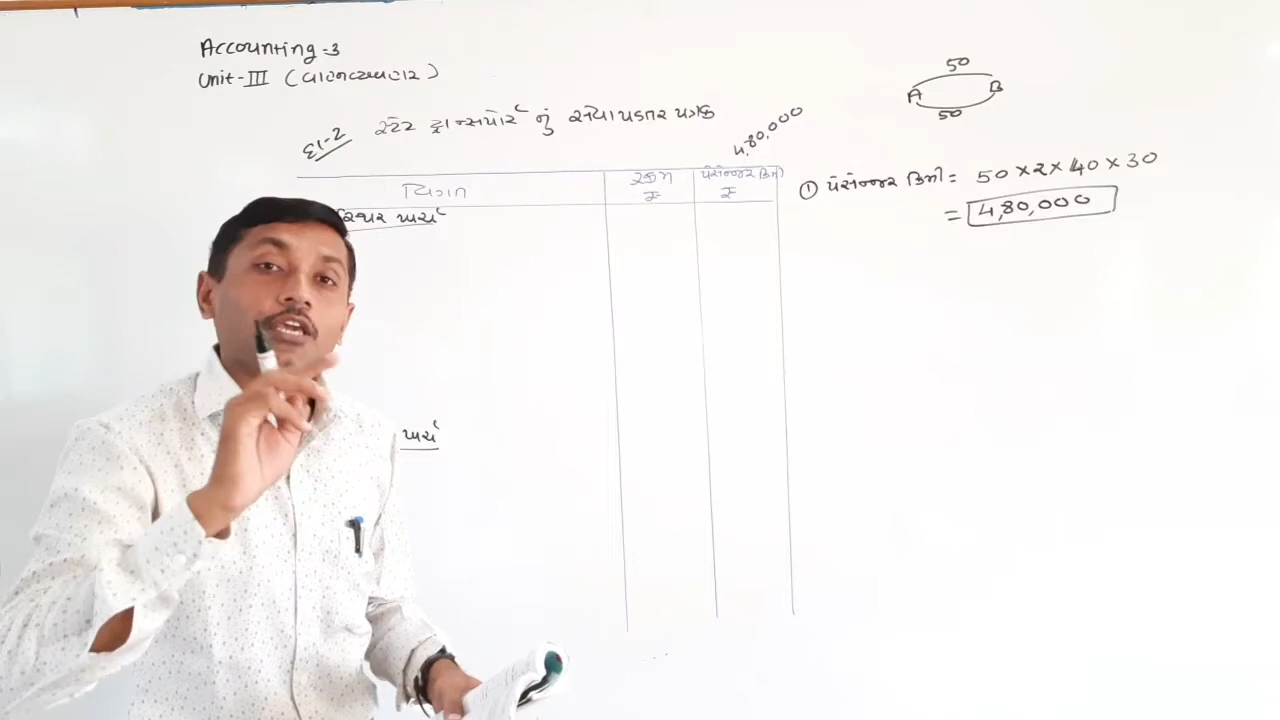 Accounting-3
Unit-III (વાહનવ્યવહાર)
દા-2 સ્ટેટ ટ્રાન્સપોર્ટ નું સેવા પડતર પત્રક
4,80,000
વિગત રકમ ₹ પેસેન્જર કિમી ₹
સ્થિર ખર્ચ
ખર્ચ
50
A B
50
① પેસેન્જર કિમી = 50 × 2 × 40 × 30
= 4,80,000